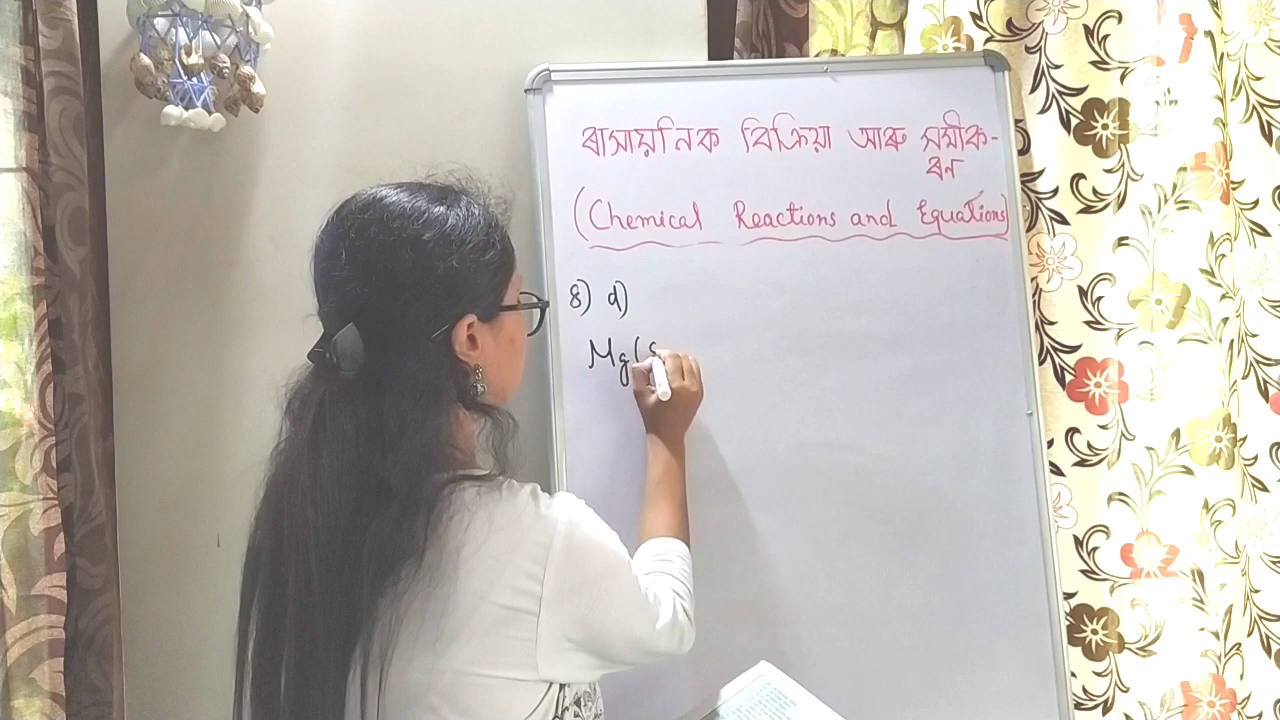 ৰাসায়নিক বিক্ৰিয়া আৰু সমীক-
ৰণ
(Chemical Reactions and Equations)
8) d)
Mg(s